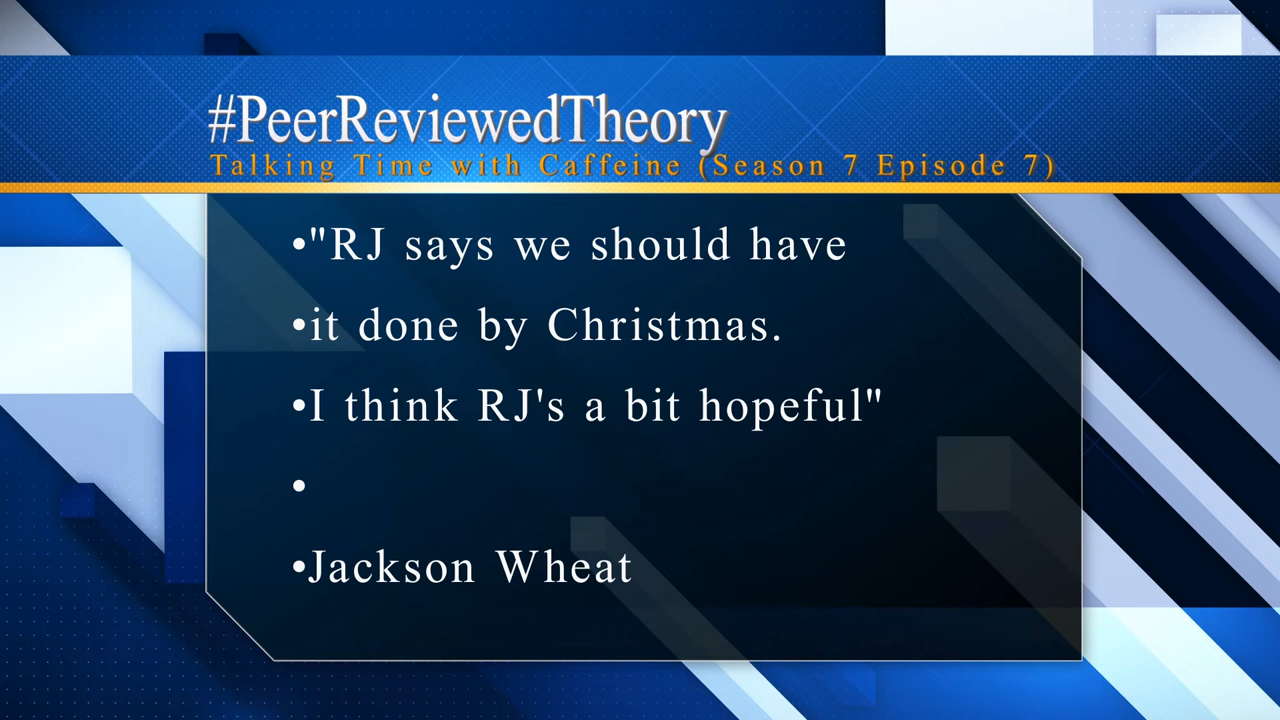 #PeerReviewedTheory
Talking Time with Caffeine (Season 7 Episode 7)
•"RJ says we should have
•it done by Christmas.
•I think RJ's a bit hopeful"
•
•Jackson Wheat